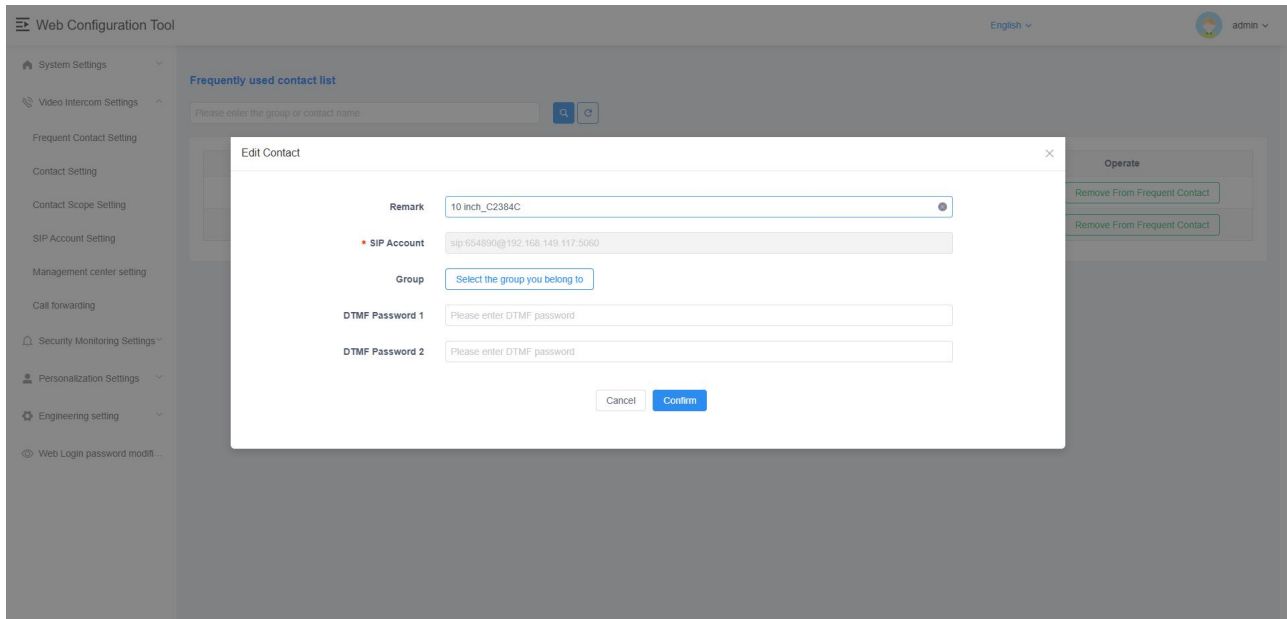 Web Configuration Tool
English
admin
System Settings
Video Intercom Settings
Frequent Contact Setting
Contact Setting
Contact Scope Setting
SIP Account Setting
Management center setting
Call forwarding
Security Monitoring Settings
Personalization Settings
Engineering setting
Web Login password modifi...
Frequently used contact list
Please enter the group or contact name
Operate
Remove From Frequent Contact
Remove From Frequent Contact
Edit Contact
Remark 10 inch_C2384C
* SIP Account sip:654890@192.168.149.117:5060
Group Select the group you belong to
DTMF Password 1 Please enter DTMF password
DTMF Password 2 Please enter DTMF password
Cancel Confirm